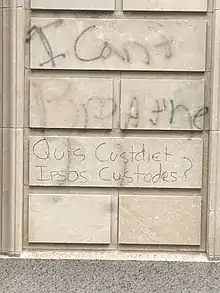 I Can't
Breathe
Quis Custdiet
Ipsos Custodes?